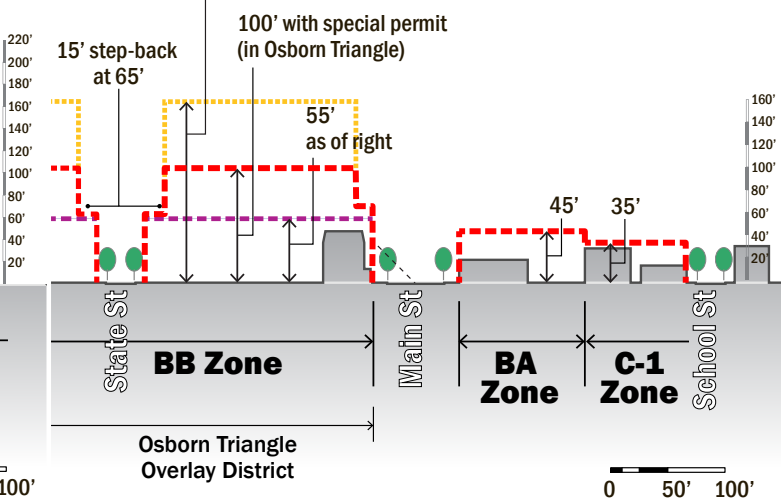 100’ with special permit
(in Osborn Triangle)
15’ step-back
at 65’
55’
as of right
45’
35’
220’
200’
180’
160’
140’
120’
100’
80’
60’
40’
20’
160’
140’
120’
100’
80’
60’
40’
20’
State St
Main St
School St
BB Zone
BA
Zone
C-1
Zone
Osborn Triangle
Overlay District
100’
0 50’ 100’